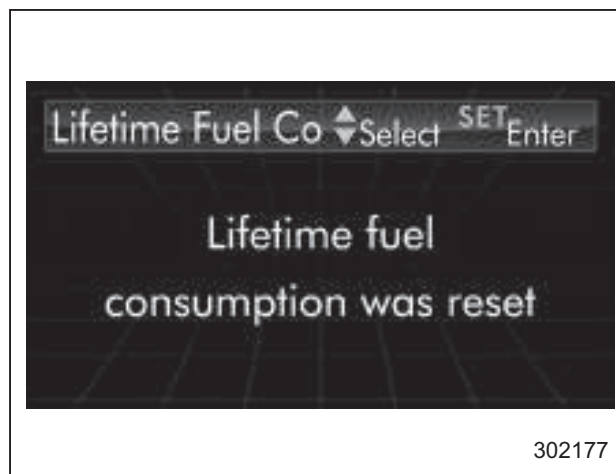 Lifetime Fuel Co Select SET Enter
Lifetime fuel
consumption was reset
302177